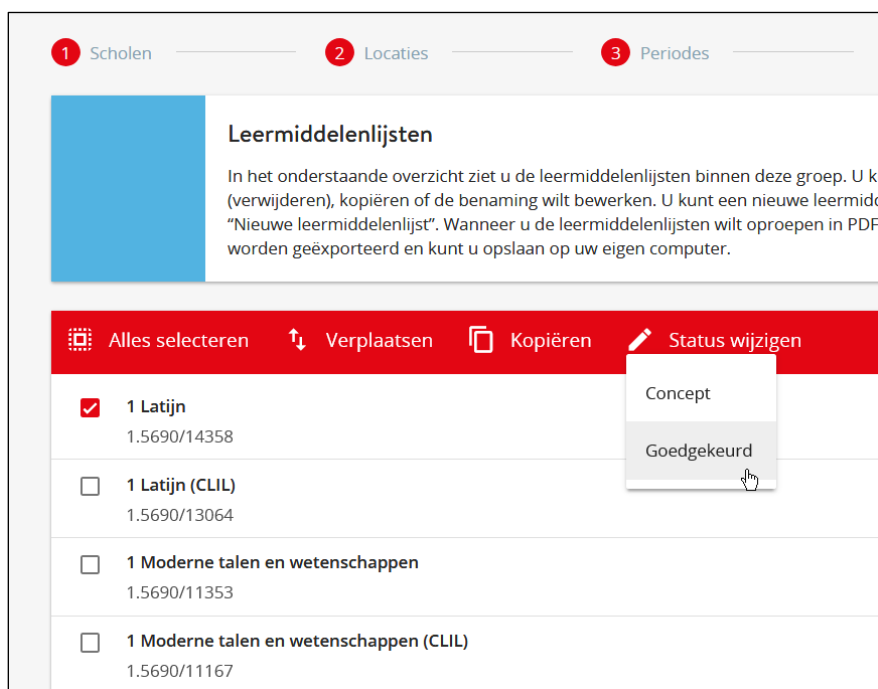 1 Scholen 2 Locaties 3 Periodes
Leermiddelenlijsten
In het onderstaande overzicht ziet u de leermiddelenlijsten binnen deze groep. U k
(verwijderen), kopiëren of de benaming wilt bewerken. U kunt een nieuwe leermidd
"Nieuwe leermiddelenlijst". Wanneer u de leermiddelenlijsten wilt oproepen in PDF
worden geëxporteerd en kunt u opslaan op uw eigen computer.
Alles selecteren Verplaatsen Kopiëren Status wijzigen
Concept
Goedgekeurd
1 Latijn
1.5690/14358
1 Latijn (CLIL)
1.5690/13064
1 Moderne talen en wetenschappen
1.5690/11353
1 Moderne talen en wetenschappen (CLIL)
1.5690/11167